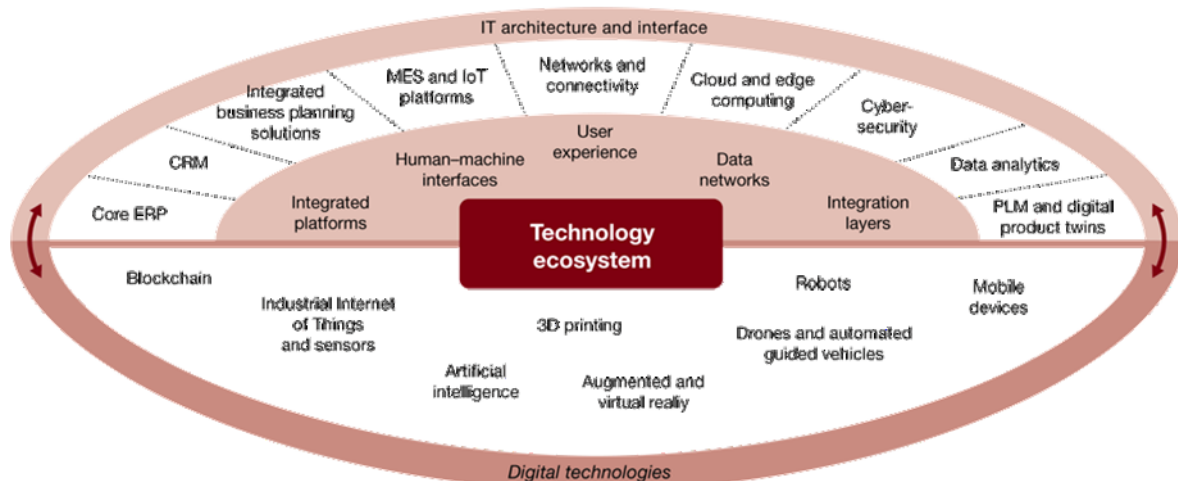 IT architecture and interface
Core ERP
CRM
Integrated
business planning
solutions
MES and IoT
platforms
Networks and
connectivity
Cloud and edge
computing
Cyber-
security
Data analytics
PLM and digital
product twins
Integrated
platforms
Human–machine
interfaces
User
experience
Data
networks
Integration
layers
Technology
ecosystem
Blockchain
Industrial Internet
of Things
and sensors
Artificial
intelligence
3D printing
Augmented and
virtual realiy
Robots
Drones and automated
guided vehicles
Mobile
devices
Digital technologies